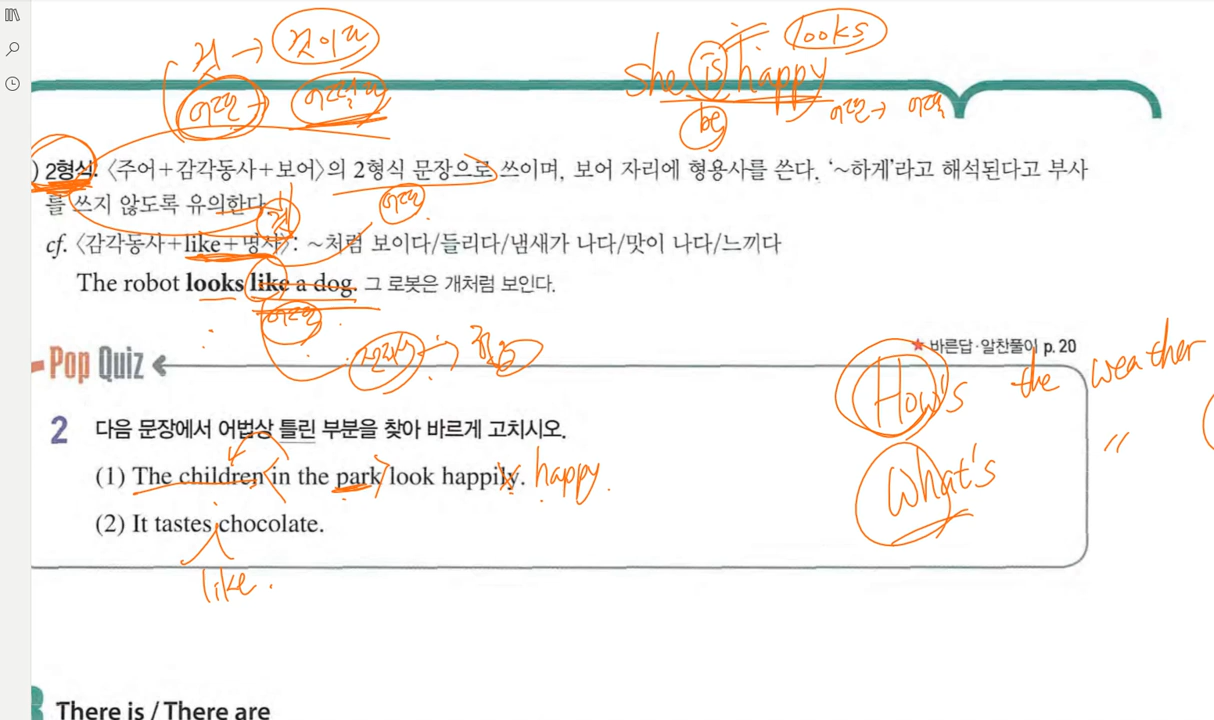 것 → 것이다 looks
She is happy
be
) 2형식. 〈주어+감각동사+보어〉의 2형식 문장으로 쓰이며, 보어 자리에 형용사를 쓴다. ‘~하게’라고 해석된다고 부사
를 쓰지 않도록 유의한다.
cf. 〈감각동사+like+명사〉: ~처럼 보이다/들리다/냄새가 나다/맛이 나다/느끼다
The robot looks like a dog. 그 로봇은 개처럼 보인다.
Pop Quiz
★ 바른답·알찬풀이 p. 20
How's the weather
What's 〃
2 다음 문장에서 어법상 틀린 부분을 찾아 바르게 고치시오.
(1) The children in the park look happily. happy.
(2) It tastes chocolate.
like.
There is / There are